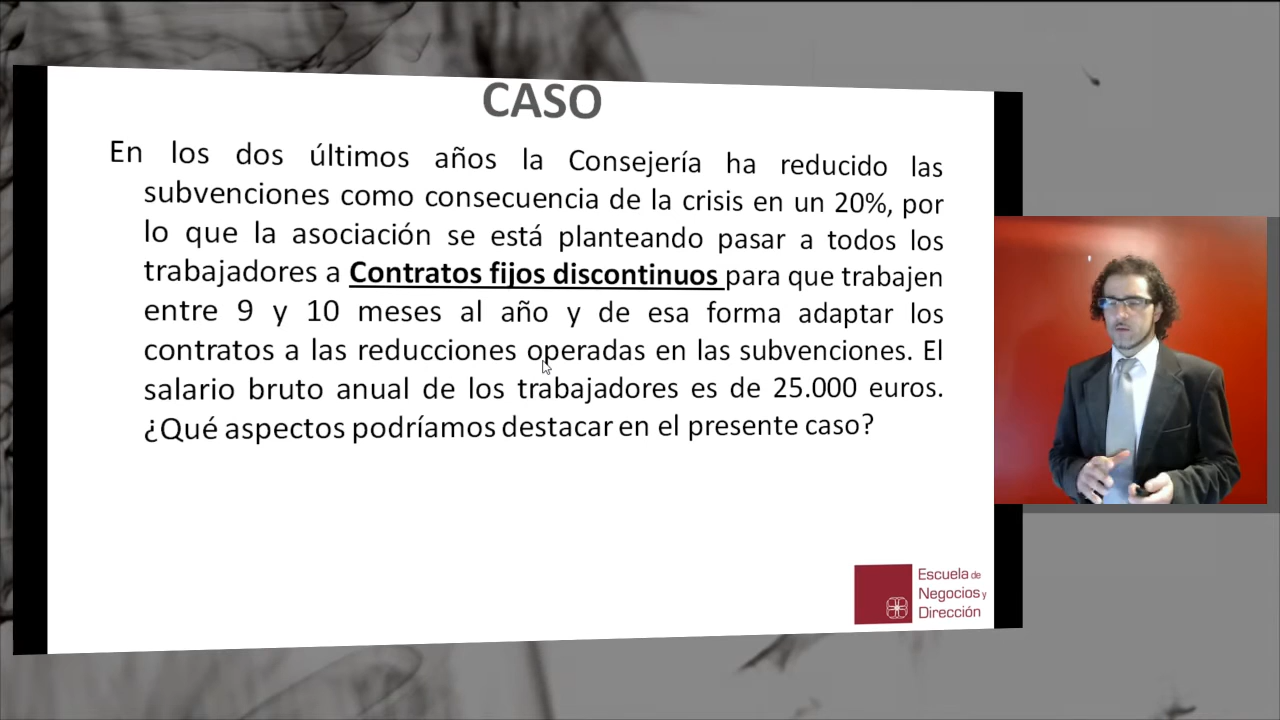 CASO
En los dos últimos años la Consejería ha reducido las
subvenciones como consecuencia de la crisis en un 20%, por
lo que la asociación se está planteando pasar a todos los
trabajadores a Contratos fijos discontinuos para que trabajen
entre 9 y 10 meses al año y de esa forma adaptar los
contratos a las reducciones operadas en las subvenciones. El
salario bruto anual de los trabajadores es de 25.000 euros.
¿Qué aspectos podríamos destacar en el presente caso?
Escuela de
Negocios y
Dirección